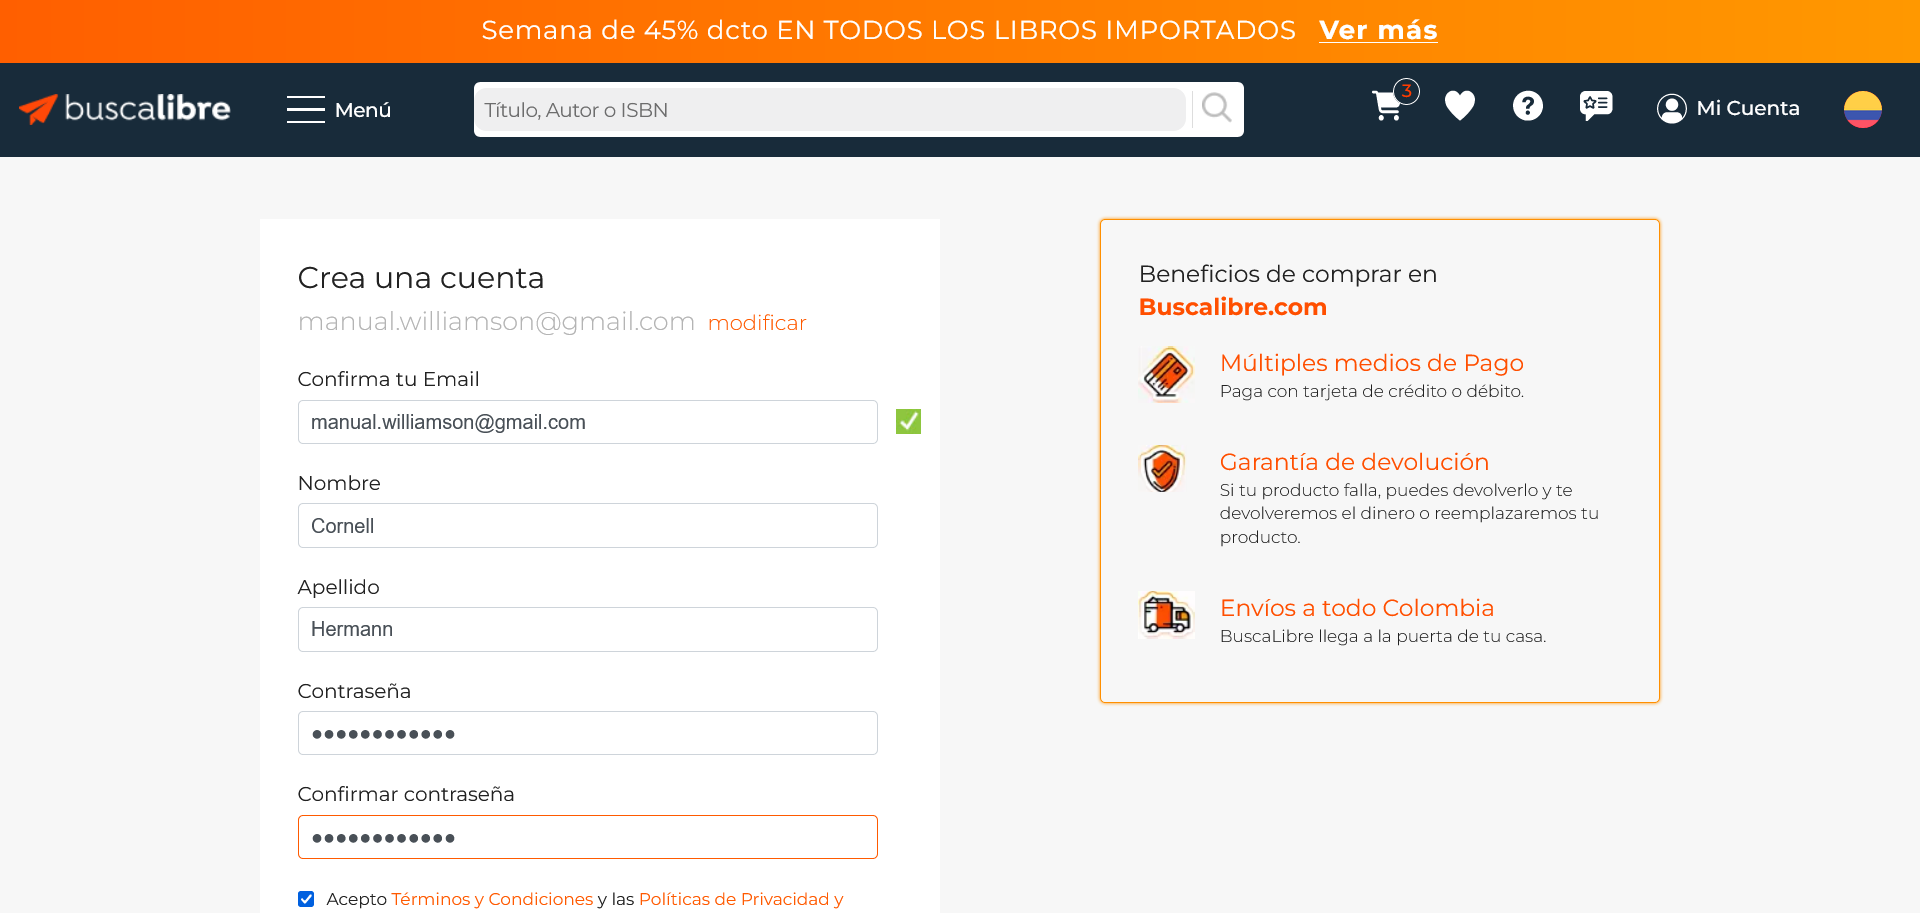 Semana de 45% dcto EN TODOS LOS LIBROS IMPORTADOS Ver más
buscalibre
Menú
Título, Autor o ISBN
3
Mi Cuenta
Crea una cuenta
manual.williamson@gmail.com modificar
Confirma tu Email
manual.williamson@gmail.com
Nombre
Cornell
Apellido
Hermann
Contraseña
••••••••••••
Confirmar contraseña
••••••••••••
Acepto Términos y Condiciones y las Políticas de Privacidad y
Beneficios de comprar en
Buscalibre.com
Múltiples medios de Pago
Paga con tarjeta de crédito o débito.
Garantía de devolución
Si tu producto falla, puedes devolverlo y te
devolveremos el dinero o reemplazaremos tu
producto.
Envíos a todo Colombia
BuscaLibre llega a la puerta de tu casa.